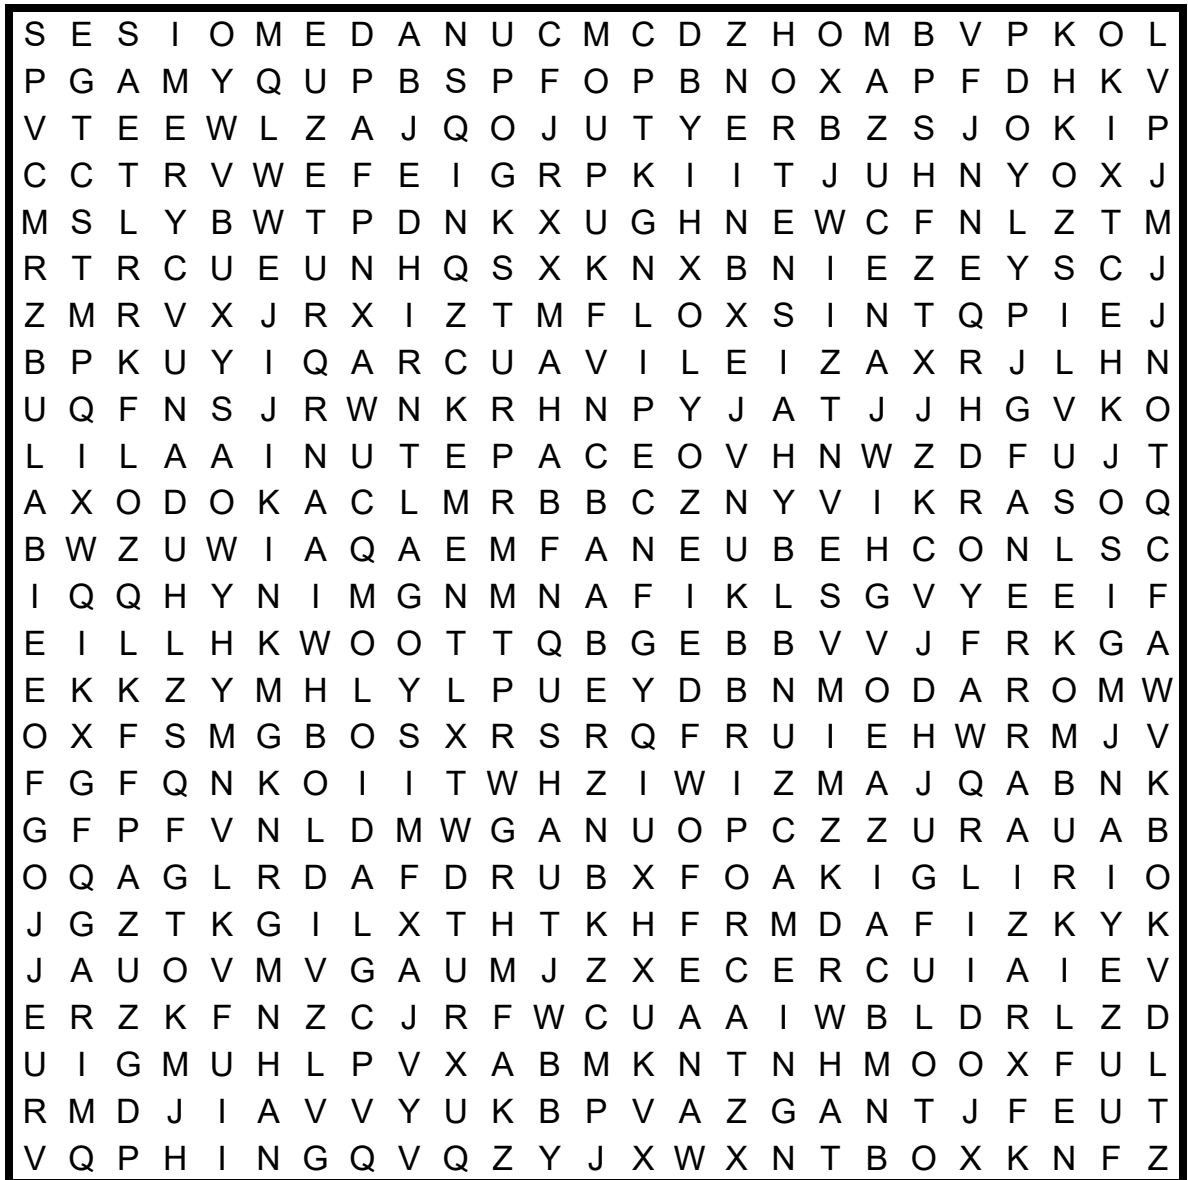 S E S I O M E D A N U C M C D Z H O M B V P K O L
P G A M Y Q U P B S P F O P B N O X A P F D H K V
V T E E W L Z A J Q O J U T Y E R B Z S J O K I P
C C T R V W E F E I G R P K I I T J U H N Y O X J
M S L Y B W T P D N K X U G H N E W C F N L Z T M
R T R C U E U N H Q S X K N X B N I E Z E Y S C J
Z M R V X J R X I Z T M F L O X S I N T Q P I E J
B P K U Y I Q A R C U A V I L E I Z A X R J L H N
U Q F N S J R W N K R H N P Y J A T J J H G V K O
L I L A A I N U T E P A C E O V H N W Z D F U J T
A X O D O K A C L M R B B C Z N Y V I K R A S O Q
B W Z U W I A Q A E M F A N E U B E H C O N L S C
I Q Q H Y N I M G N M N A F I K L S G V Y E E I F
E I L L H K W O O T T Q B G E B B V V J F R K G A
E K K Z Y M H L Y L P U E Y D B N M O D A R O M W
O X F S M G B O S X R S R Q F R U I E H W R M J V
F G F Q N K O I I T W H Z I W I Z M A J Q A B N K
G F P F V N L D M W G A N U O P C Z Z U R A U A B
O Q A G L R D A F D R U B X F O A K I G L I R I O
J G Z T K G I L X T H T K H F R M D A F I Z K Y K
J A U O V M V G A U M J Z X E C E R C U I A I E V
E R Z K F N Z C J R F W C U A A I W B L D R L Z D
U I G M U H L P V X A B M K N T N H M O O X F U L
R M D J I A V V Y U K B P V A Z G A N T J F E U T
V Q P H I N G Q V Q Z Y J X W X N T B O X K N F Z